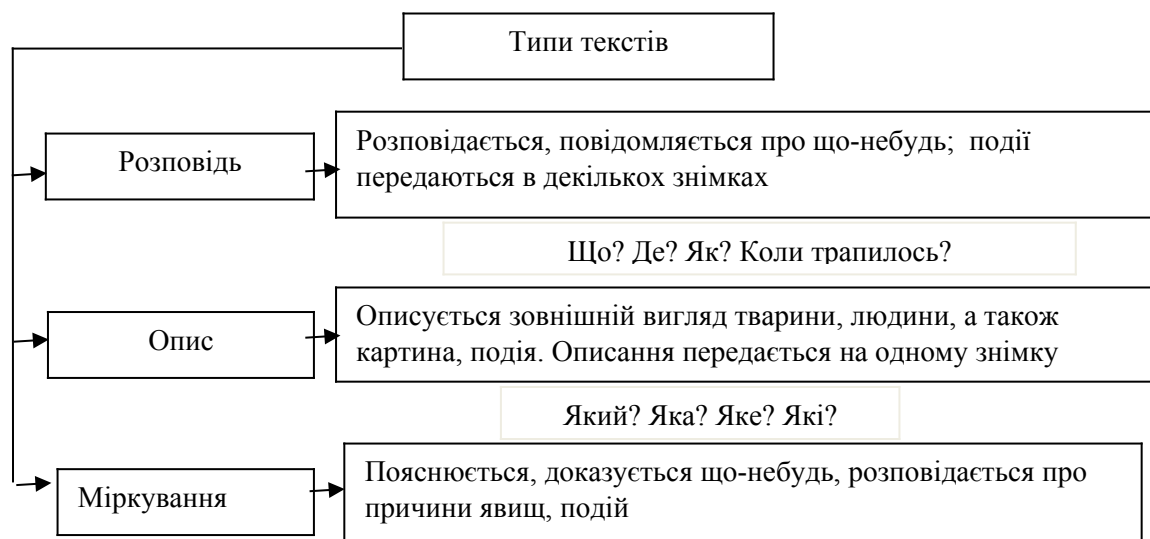 Типи текстів
Розповідь
Розповідається, повідомляється про що-небудь; події
передаються в декількох знімках
Що? Де? Як? Коли трапилось?
Опис
Описується зовнішній вигляд тварини, людини, а також
картина, подія. Описання передається на одному знімку
Який? Яка? Яке? Які?
Міркування
Пояснюється, доказується що-небудь, розповідається про
причини явищ, подій